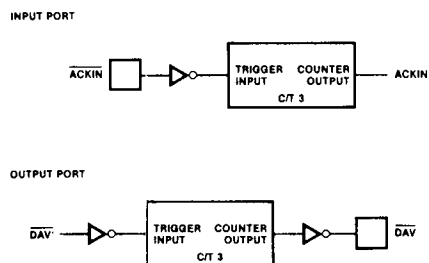 INPUT PORT
ACKIN
TRIGGER COUNTER
INPUT OUTPUT
C/T 3
ACKIN
OUTPUT PORT
DAV'
TRIGGER COUNTER
INPUT OUTPUT
C/T 3
DAV